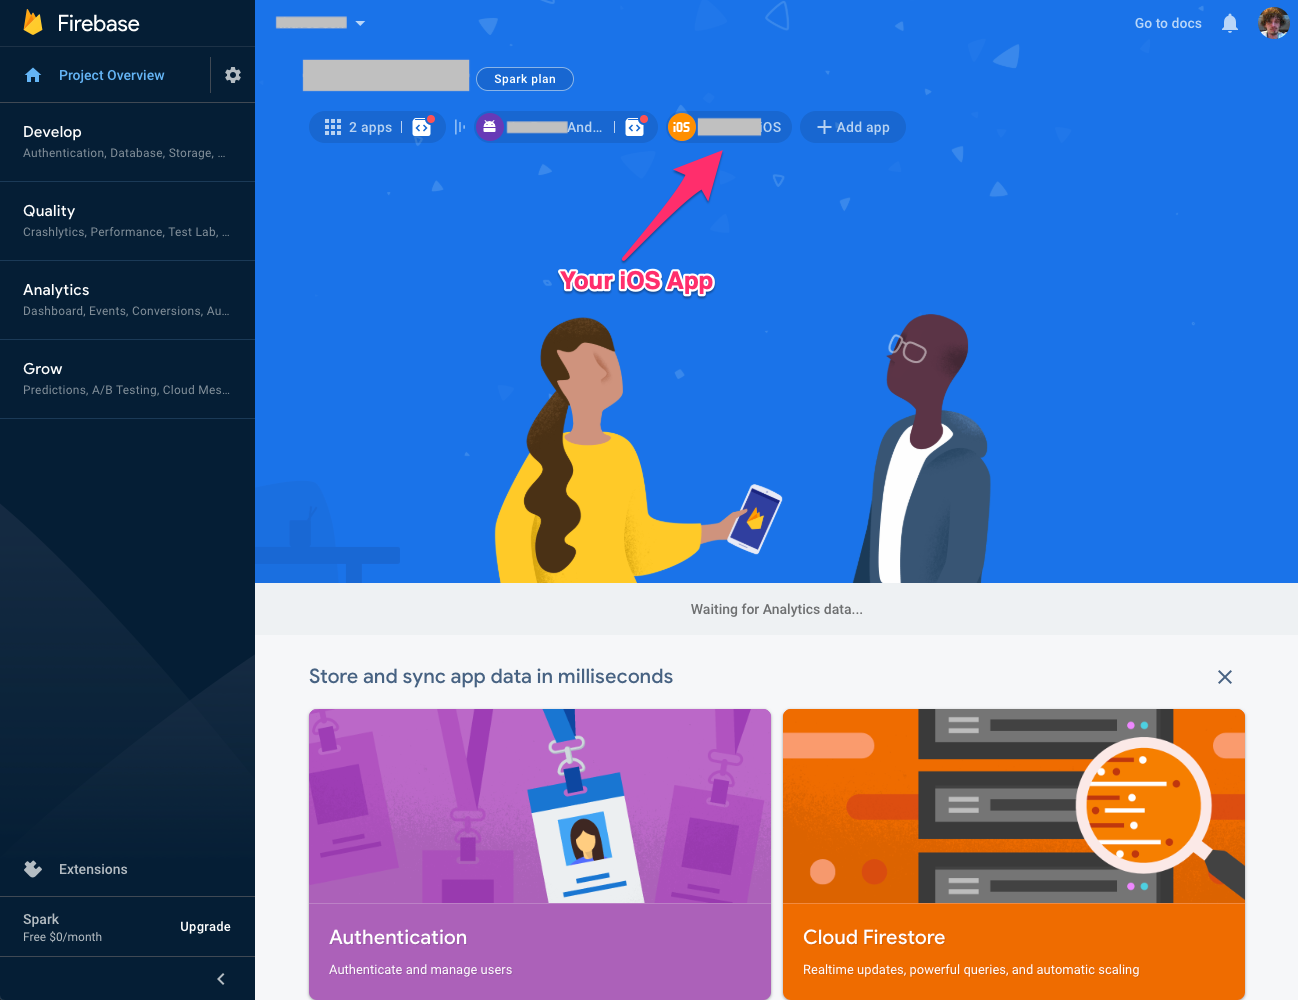 Firebase
Go to docs
Project Overview
Spark plan
2 apps
And...
iOS
OS
Add app
Develop
Authentication, Database, Storage, ...
Quality
Crashlytics, Performance, Test Lab, ...
Analytics
Dashboard, Events, Conversions, Au...
Grow
Predictions, A/B Testing, Cloud Mes...
Your iOS App
Waiting for Analytics data...
Store and sync app data in milliseconds
Authentication
Authenticate and manage users
Cloud Firestore
Realtime updates, powerful queries, and automatic scaling
Extensions
Spark
Free $0/month
Upgrade